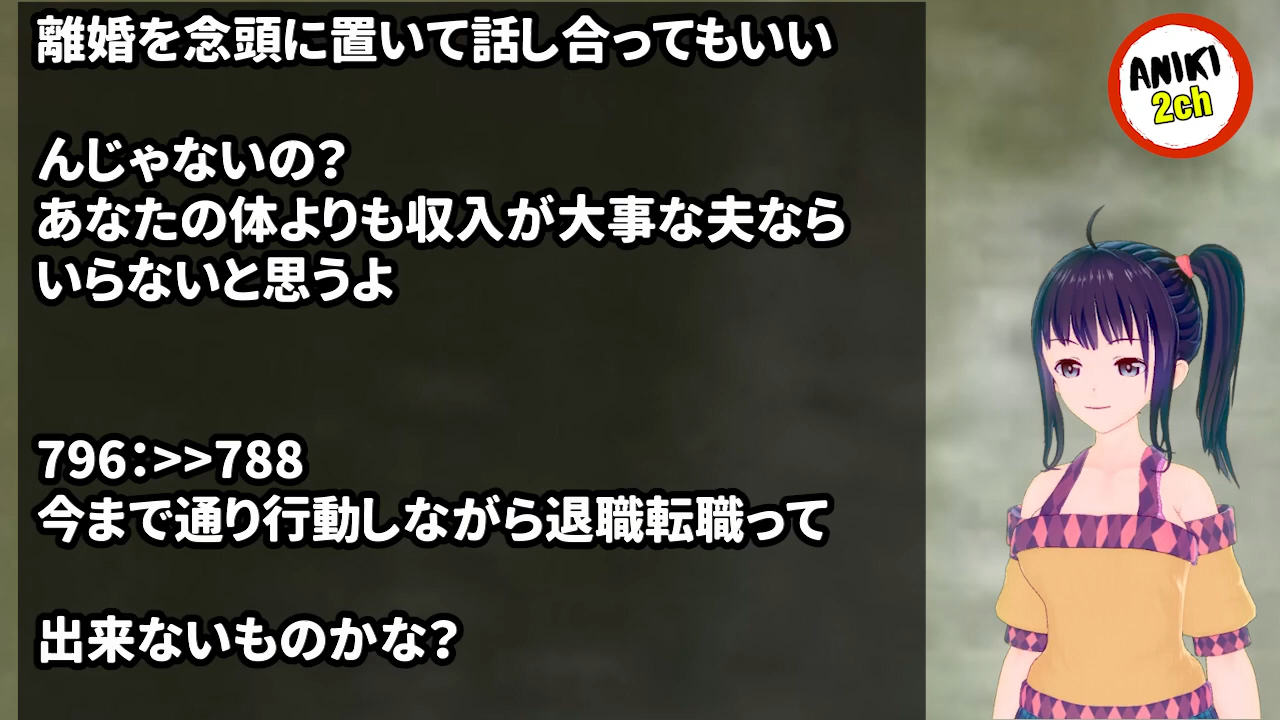 離婚を念頭に置いて話し合ってもいい
んじゃないの？
あなたの体よりも収入が大事な夫なら
いらないと思うよ
796：>>788
今まで通り行動しながら退職転職って
出来ないものかな？
ANIKI
2ch